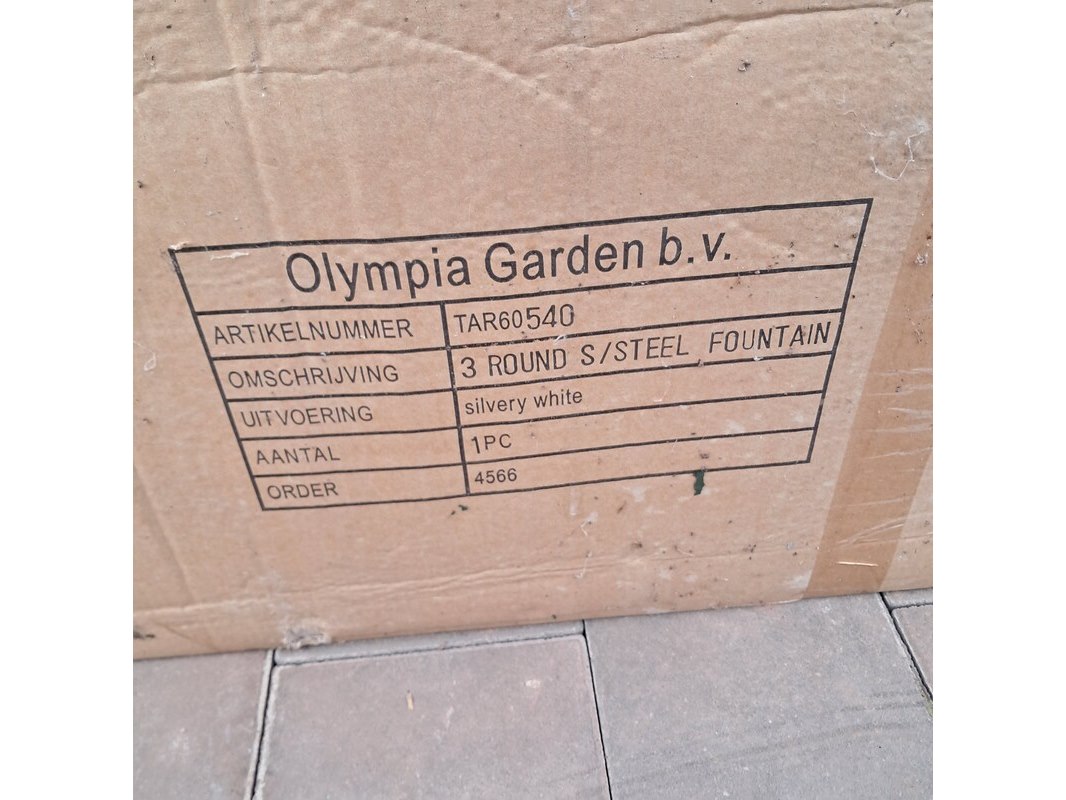 Olympia Garden b.v.
ARTIKELNUMMER TAR60540
OMSCHRIJVING 3 ROUND S/STEEL FOUNTAIN
UITVOERING silvery white
AANTAL 1PC
ORDER 4566